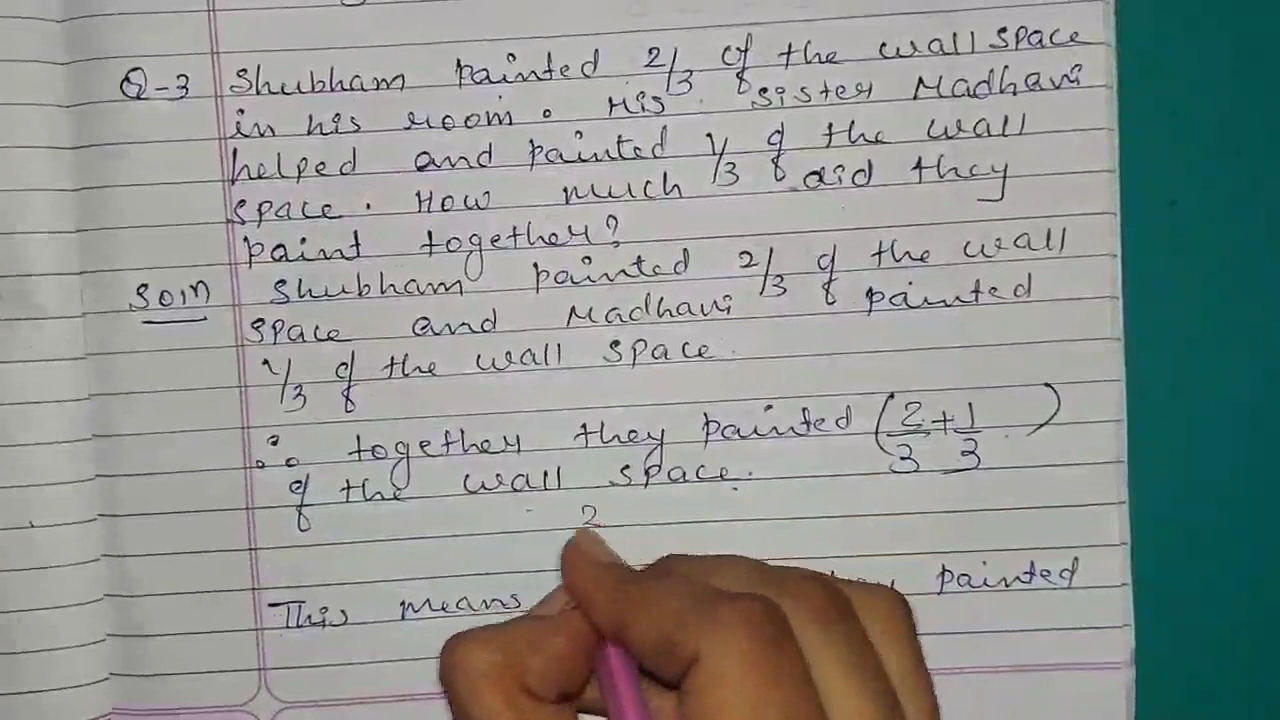 Q-3 Shubham painted 2/3 of the wall space
in his room. His sister Madhavi
helped and painted 1/3 of the wall
space. How much did they
paint together?
Soln Shubham painted 2/3 of the wall
space and Madhavi painted
1/3 of the wall space.
∴ together they painted (2/3+1/3)
of the wall space.
2
This means painted